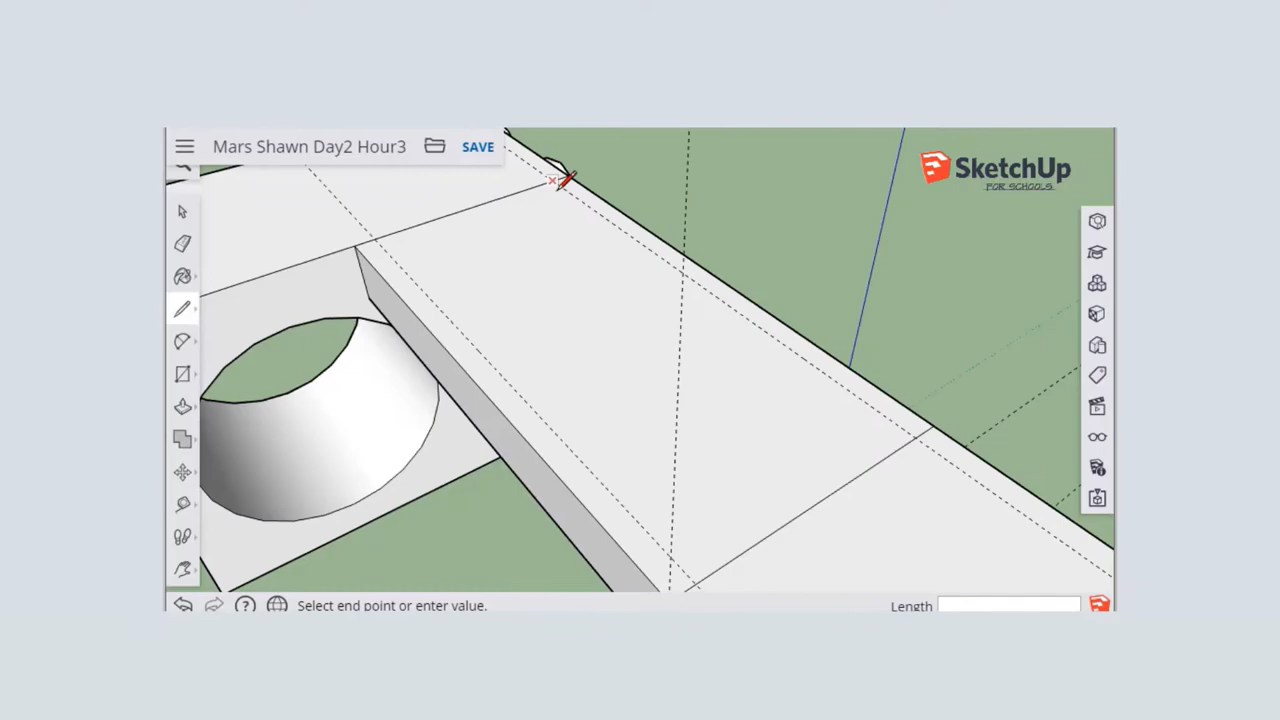 Mars Shawn Day2 Hour3
SAVE
SketchUp
FOR SCHOOLS
Select end point or enter value.
Length